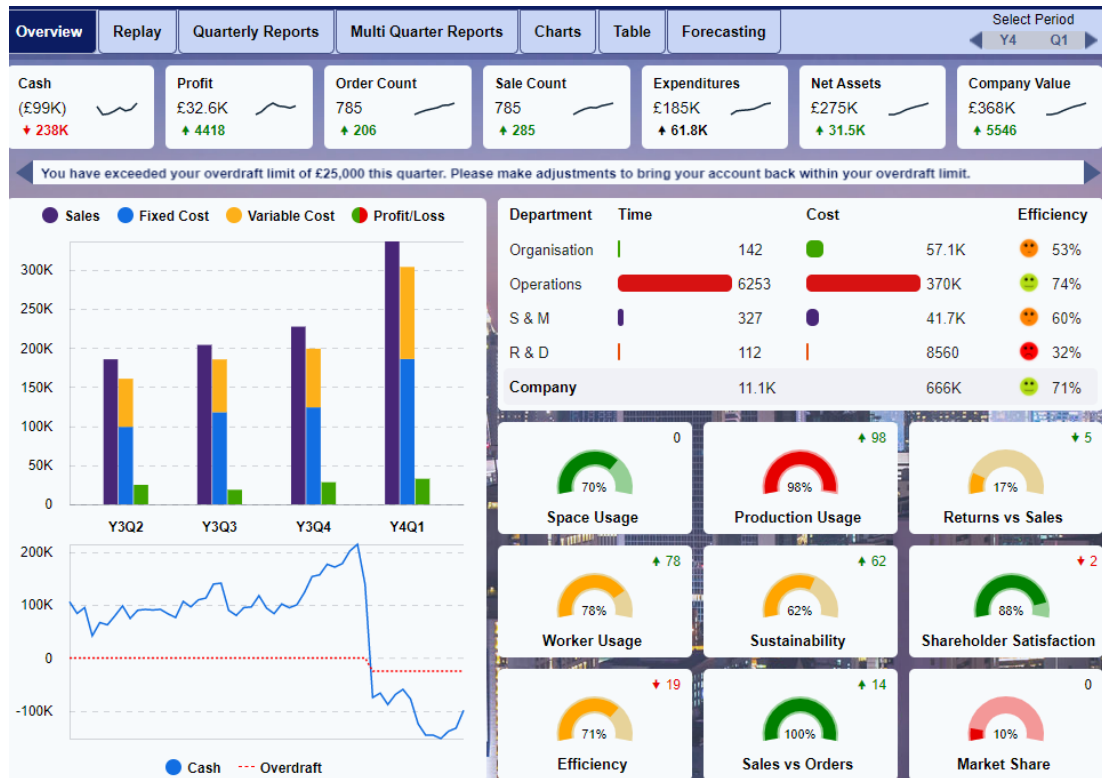 Overview Replay Quarterly Reports Multi Quarter Reports Charts Table Forecasting
Select Period
Y4 Q1
Cash
(£99K)
238K
Profit
£32.6K
4418
Order Count
785
206
Sale Count
785
285
Expenditures
£185K
61.8K
Net Assets
£275K
31.5K
Company Value
£368K
5546
You have exceeded your overdraft limit of £25,000 this quarter. Please make adjustments to bring your account back within your overdraft limit.
Sales Fixed Cost Variable Cost Profit/Loss
300K
250K
200K
150K
100K
50K
0
Y3Q2 Y3Q3 Y3Q4 Y4Q1
200K
100K
0
-100K
Cash Overdraft
Department Time Cost Efficiency
Organisation 142 57.1K 53%
Operations 6253 370K 74%
S & M 327 41.7K 60%
R & D 112 8560 32%
Company 11.1K 666K 71%
0
70%
Space Usage
98
98%
Production Usage
5
17%
Returns vs Sales
78
78%
Worker Usage
62
62%
Sustainability
2
88%
Shareholder Satisfaction
19
71%
Efficiency
14
100%
Sales vs Orders
0
10%
Market Share